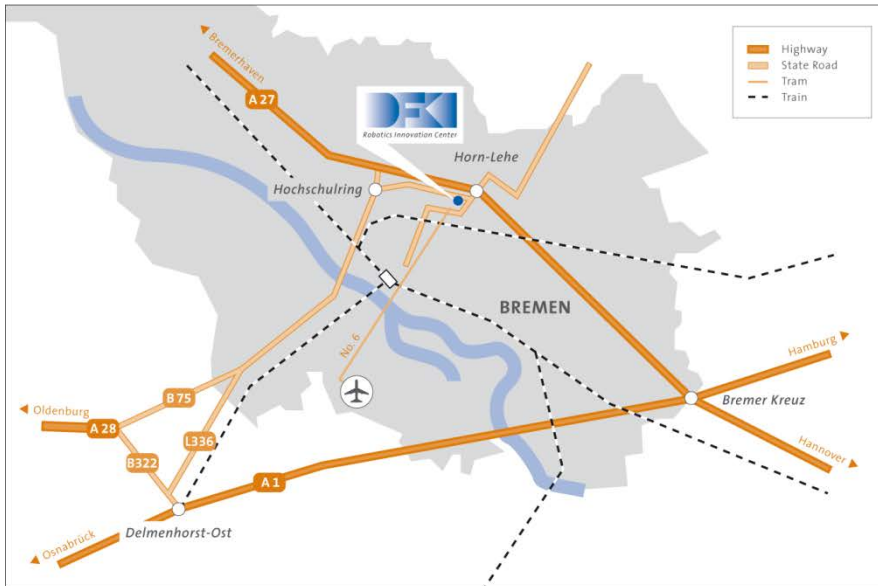 Bremerhaven
A 27
DFKI
Robotics Innovation Center
Horn-Lehe
Hochschulring
Highway
State Road
Tram
Train
BREMEN
No. 6
Hamburg
Bremer Kreuz
Hannover
B 75
Oldenburg
A 28
L336
B322
A 1
Delmenhorst-Ost
Osnabrück